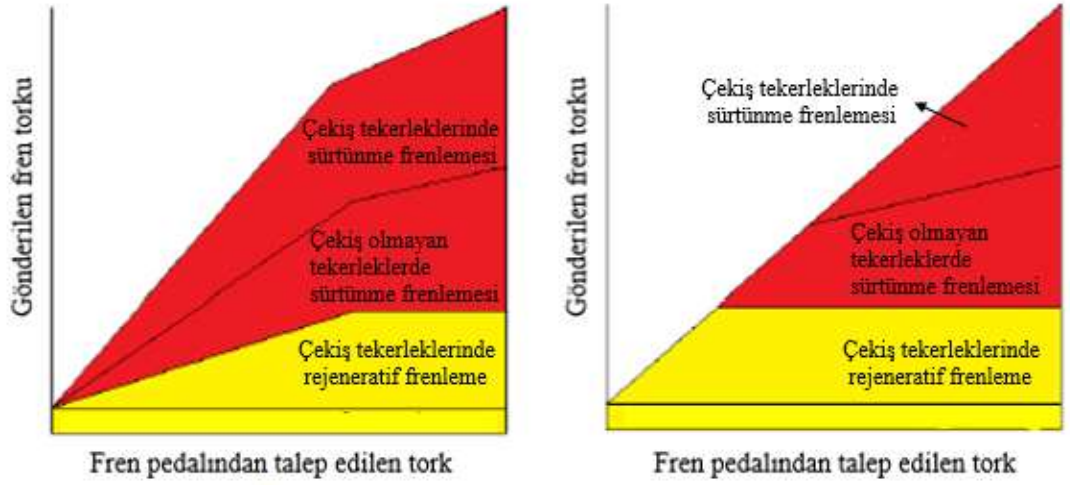 Gönderilen fren torku
Çekiş tekerleklerinde
sürtünme frenlemesi
Çekiş olmayan
tekerleklerde
sürtünme frenlemesi
Çekiş tekerleklerinde
rejeneratif frenleme
Fren pedalından talep edilen tork
Gönderilen fren torku
Çekiş tekerleklerinde
sürtünme frenlemesi
Çekiş olmayan
tekerleklerde
sürtünme frenlemesi
Çekiş tekerleklerinde
rejeneratif frenleme
Fren pedalından talep edilen tork